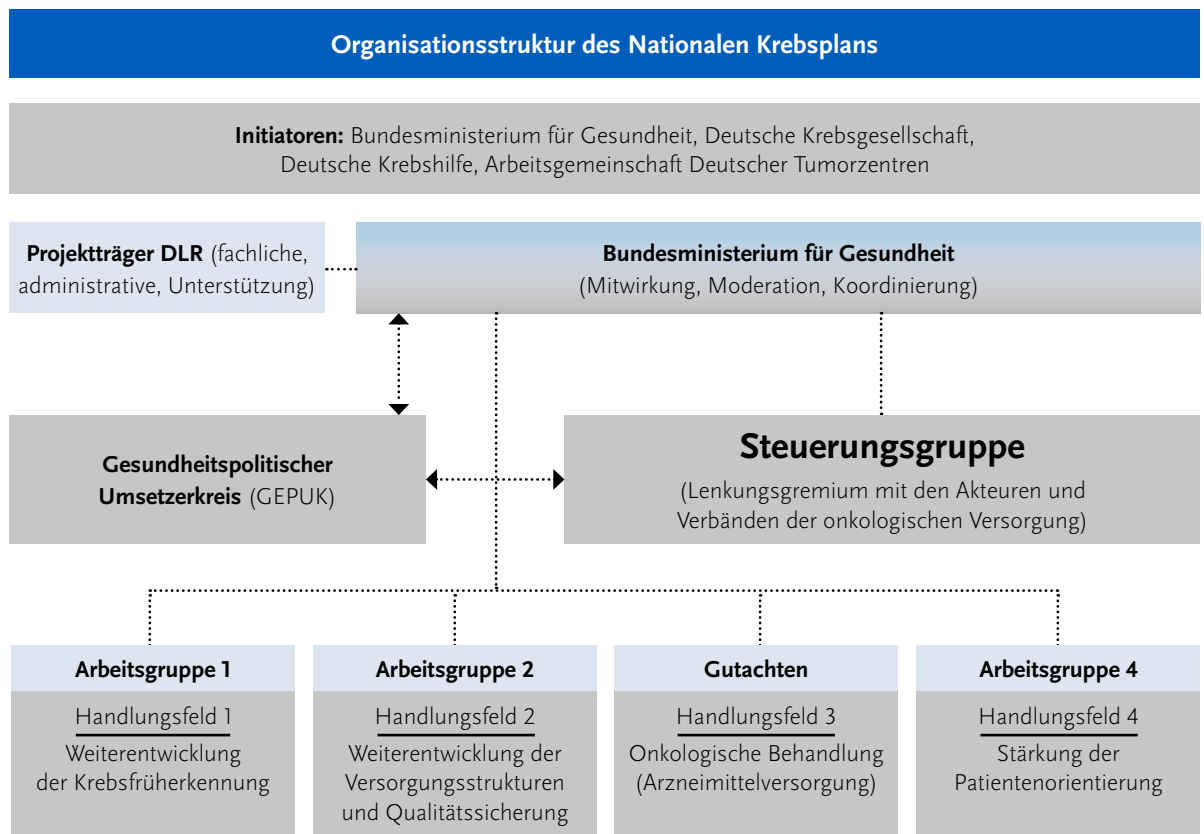 Organisationsstruktur des Nationalen Krebsplans
Initiatoren: Bundesministerium für Gesundheit, Deutsche Krebsgesellschaft,
Deutsche Krebshilfe, Arbeitsgemeinschaft Deutscher Tumorzentren
Projektträger DLR (fachliche,
administrative, Unterstützung)
Bundesministerium für Gesundheit
(Mitwirkung, Moderation, Koordinierung)
Gesundheitspolitischer
Umsetzerkreis (GEPUK)
Steuerungsgruppe
(Lenkungsgremium mit den Akteuren und
Verbänden der onkologischen Versorgung)
Arbeitsgruppe 1
Handlungsfeld 1
Weiterentwicklung
der Krebsfrüherkennung
Arbeitsgruppe 2
Handlungsfeld 2
Weiterentwicklung der
Versorgungsstrukturen
und Qualitätssicherung
Gutachten
Handlungsfeld 3
Onkologische Behandlung
(Arzneimittelversorgung)
Arbeitsgruppe 4
Handlungsfeld 4
Stärkung der
Patientenorientierung